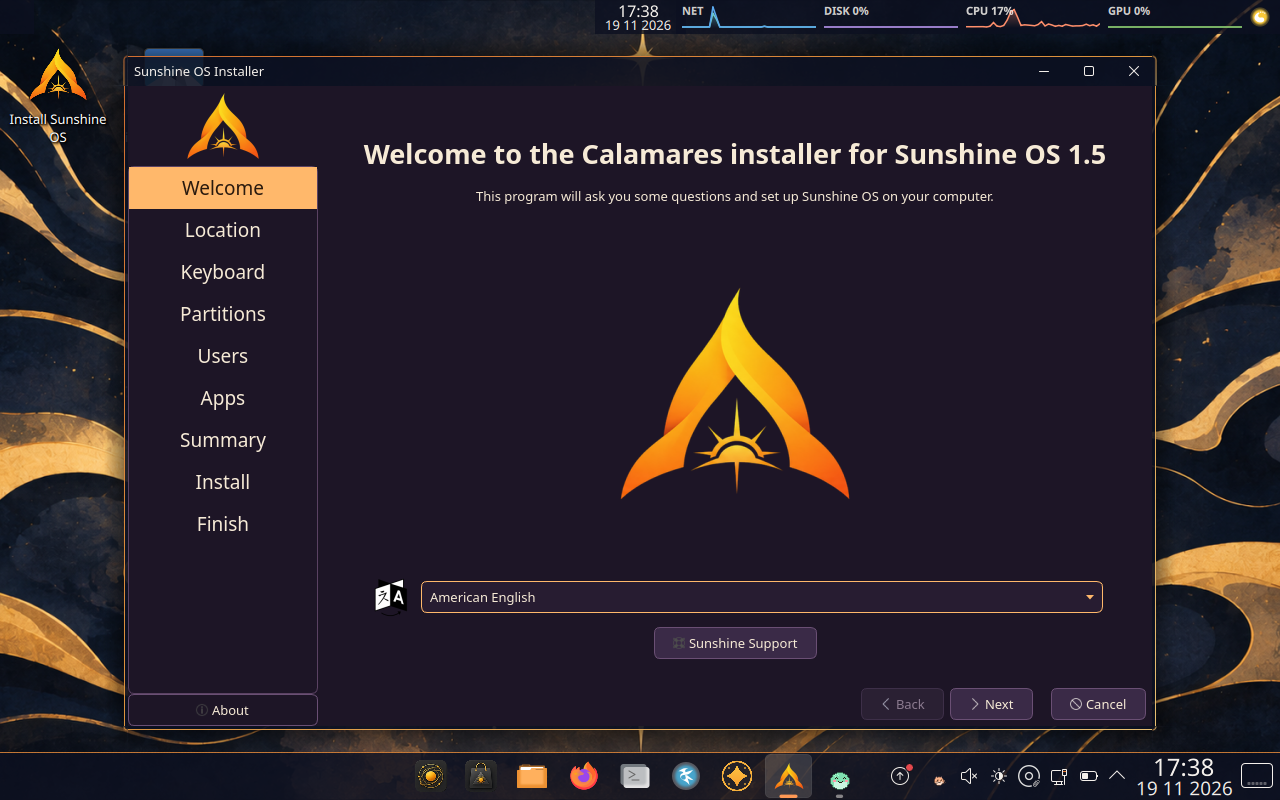 17:38
19 11 2026
NET
DISK 0%
CPU 17%
GPU 0%
Install Sunshine
OS
Sunshine OS Installer
Welcome
Location
Keyboard
Partitions
Users
Apps
Summary
Install
Finish
About
Welcome to the Calamares installer for Sunshine OS 1.5
This program will ask you some questions and set up Sunshine OS on your computer.
American English
Sunshine Support
Back
Next
Cancel
17:38
19 11 2026